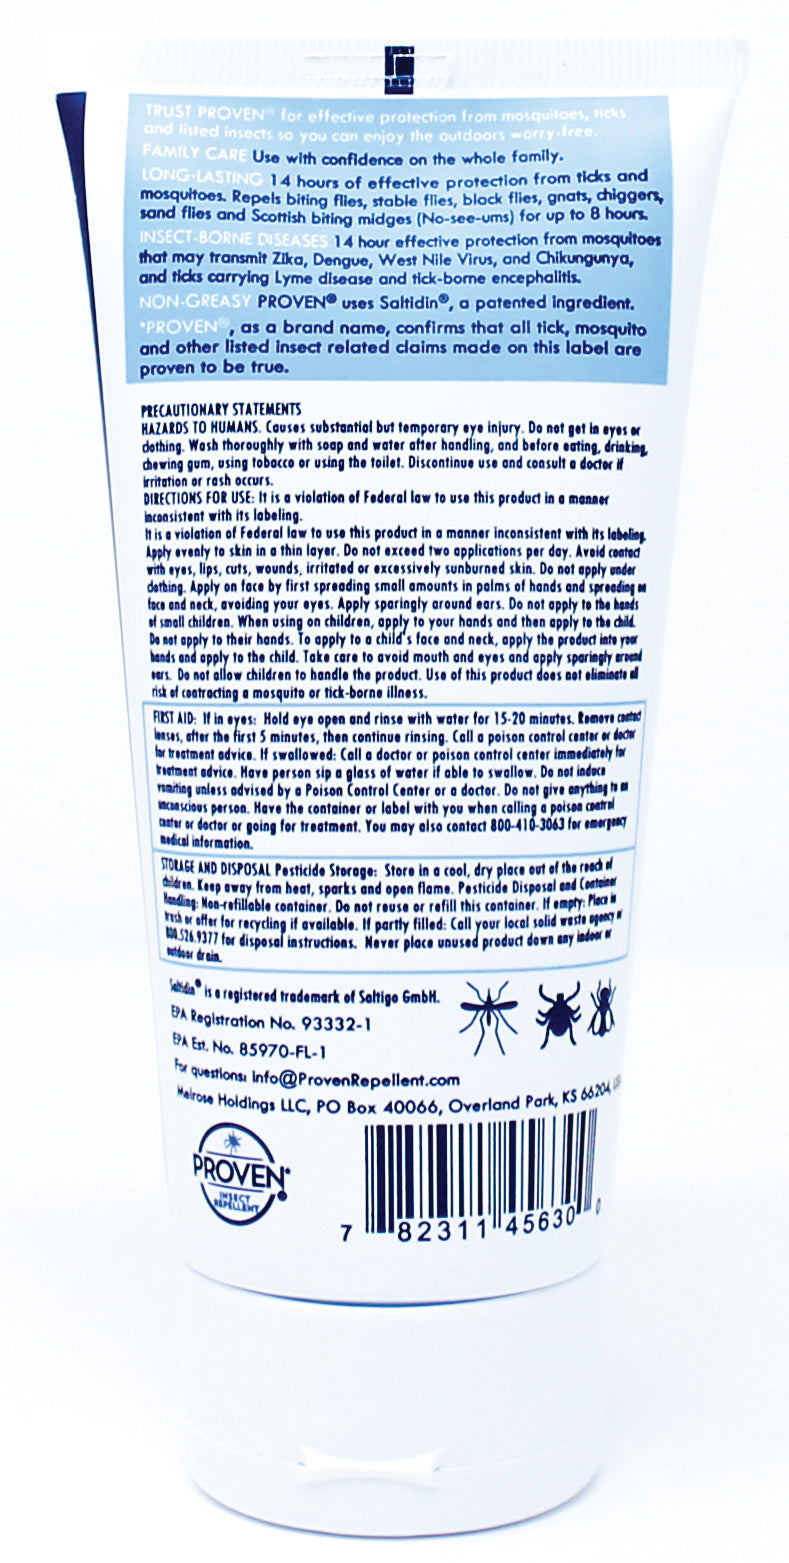 TRUST PROVEN® for effective protection from mosquitoes, ticks
and listed insects so you can enjoy the outdoors worry-free.
FAMILY CARE Use with confidence on the whole family.
LONG-LASTING 14 hours of effective protection from ticks and
mosquitoes. Repels biting flies, stable flies, black flies, gnats, chiggers,
sand flies and Scottish biting midges (No-see-ums) for up to 8 hours.
INSECT-BORNE DISEASES 14 hour effective protection from mosquitoes
that may transmit Zika, Dengue, West Nile Virus, and Chikungunya,
and ticks carrying Lyme disease and tick-borne encephalitis.
NON-GREASY PROVEN® uses Saltidin®, a patented ingredient.
*PROVEN®, as a brand name, confirms that all tick, mosquito
and other listed insect related claims made on this label are
proven to be true.
PRECAUTIONARY STATEMENTS
HAZARDS TO HUMANS. Causes substantial but temporary eye injury. Do not get in eyes or
clothing. Wash thoroughly with soap and water after handling, and before eating, drinking,
chewing gum, using tobacco or using the toilet. Discontinue use and consult a doctor if
irritation or rash occurs.
DIRECTIONS FOR USE: It is a violation of Federal law to use this product in a manner
inconsistent with its labeling.
It is a violation of Federal law to use this product in a manner inconsistent with its labeling.
Apply evenly to skin in a thin layer. Do not exceed two applications per day. Avoid contact
with eyes, lips, cuts, wounds, irritated or excessively sunburned skin. Do not apply under
clothing. Apply on face by first spreading small amounts in palms of hands and spreading on
face and neck, avoiding your eyes. Apply sparingly around ears. Do not apply to the hands
of small children. When using on children, apply to your hands and then apply to the child.
Do not apply to their hands. To apply to a child's face and neck, apply the product into your
hands and apply to the child. Take care to avoid mouth and eyes and apply sparingly around
ears. Do not allow children to handle the product. Use of this product does not eliminate all
risk of contracting a mosquito or tick-borne illness.
FIRST AID: If in eyes: Hold eye open and rinse with water for 15-20 minutes. Remove contact
lenses, after the first 5 minutes, then continue rinsing. Call a poison control center or doctor
for treatment advice. If swallowed: Call a doctor or poison control center immediately for
treatment advice. Have person sip a glass of water if able to swallow. Do not induce
vomiting unless advised by a Poison Control Center or a doctor. Do not give anything to an
unconscious person. Have the container or label with you when calling a poison control
center or doctor or going for treatment. You may also contact 800-410-3063 for emergency
medical information.
STORAGE AND DISPOSAL Pesticide Storage: Store in a cool, dry place out of the reach of
children. Keep away from heat, sparks and open flame. Pesticide Disposal and Container
Handling: Non-refillable container. Do not reuse or refill this container. If empty: Place in
trash or offer for recycling if available. If partly filled: Call your local solid waste agency or
800.526.9377 for disposal instructions. Never place unused product down any indoor or
outdoor drain.
Saltidin® is a registered trademark of Saltigo GmbH.
EPA Registration No. 93332-1
EPA Est. No. 85970-FL-1
For questions: info@ProvenRepellent.com
Melrose Holdings LLC, PO Box 40066, Overland Park, KS 66204, USA
PROVEN®
INSECT
REPELLENT
7 82311 45630 0